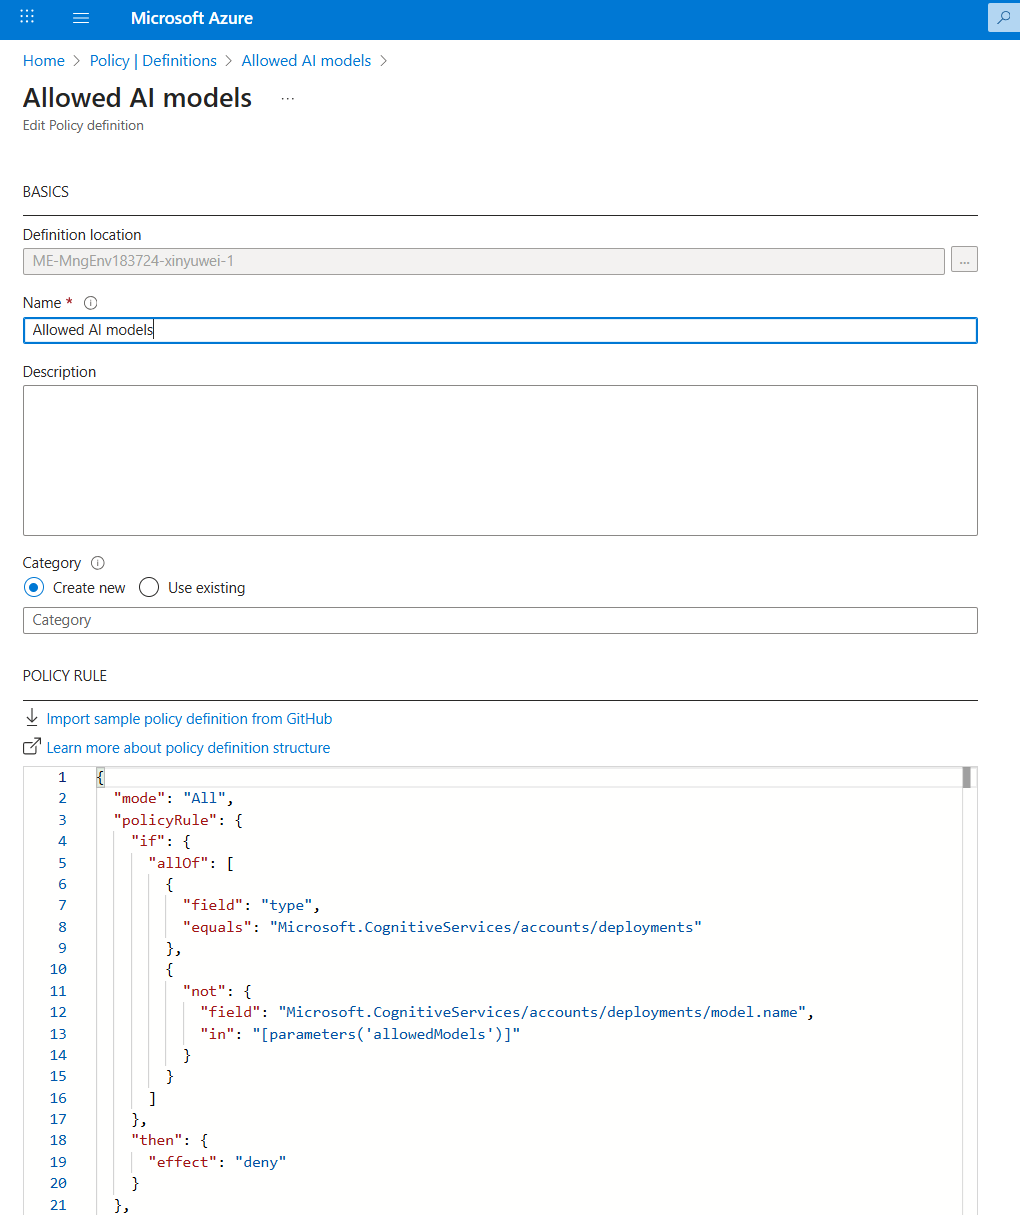 Microsoft Azure
Home > Policy | Definitions > Allowed AI models >
Allowed AI models ...
Edit Policy definition
BASICS
Definition location
ME-MngEnv183724-xinyuwei-1
...
Name *
Allowed AI models
Description
Category
Create new Use existing
Category
POLICY RULE
Import sample policy definition from GitHub
Learn more about policy definition structure
1 {
2 "mode": "All",
3 "policyRule": {
4 "if": {
5 "allOf": [
6 {
7 "field": "type",
8 "equals": "Microsoft.CognitiveServices/accounts/deployments"
9 },
10 {
11 "not": {
12 "field": "Microsoft.CognitiveServices/accounts/deployments/model.name",
13 "in": "[parameters('allowedModels')]"
14 }
15 }
16 ]
17 },
18 "then": {
19 "effect": "deny"
20 }
21 },